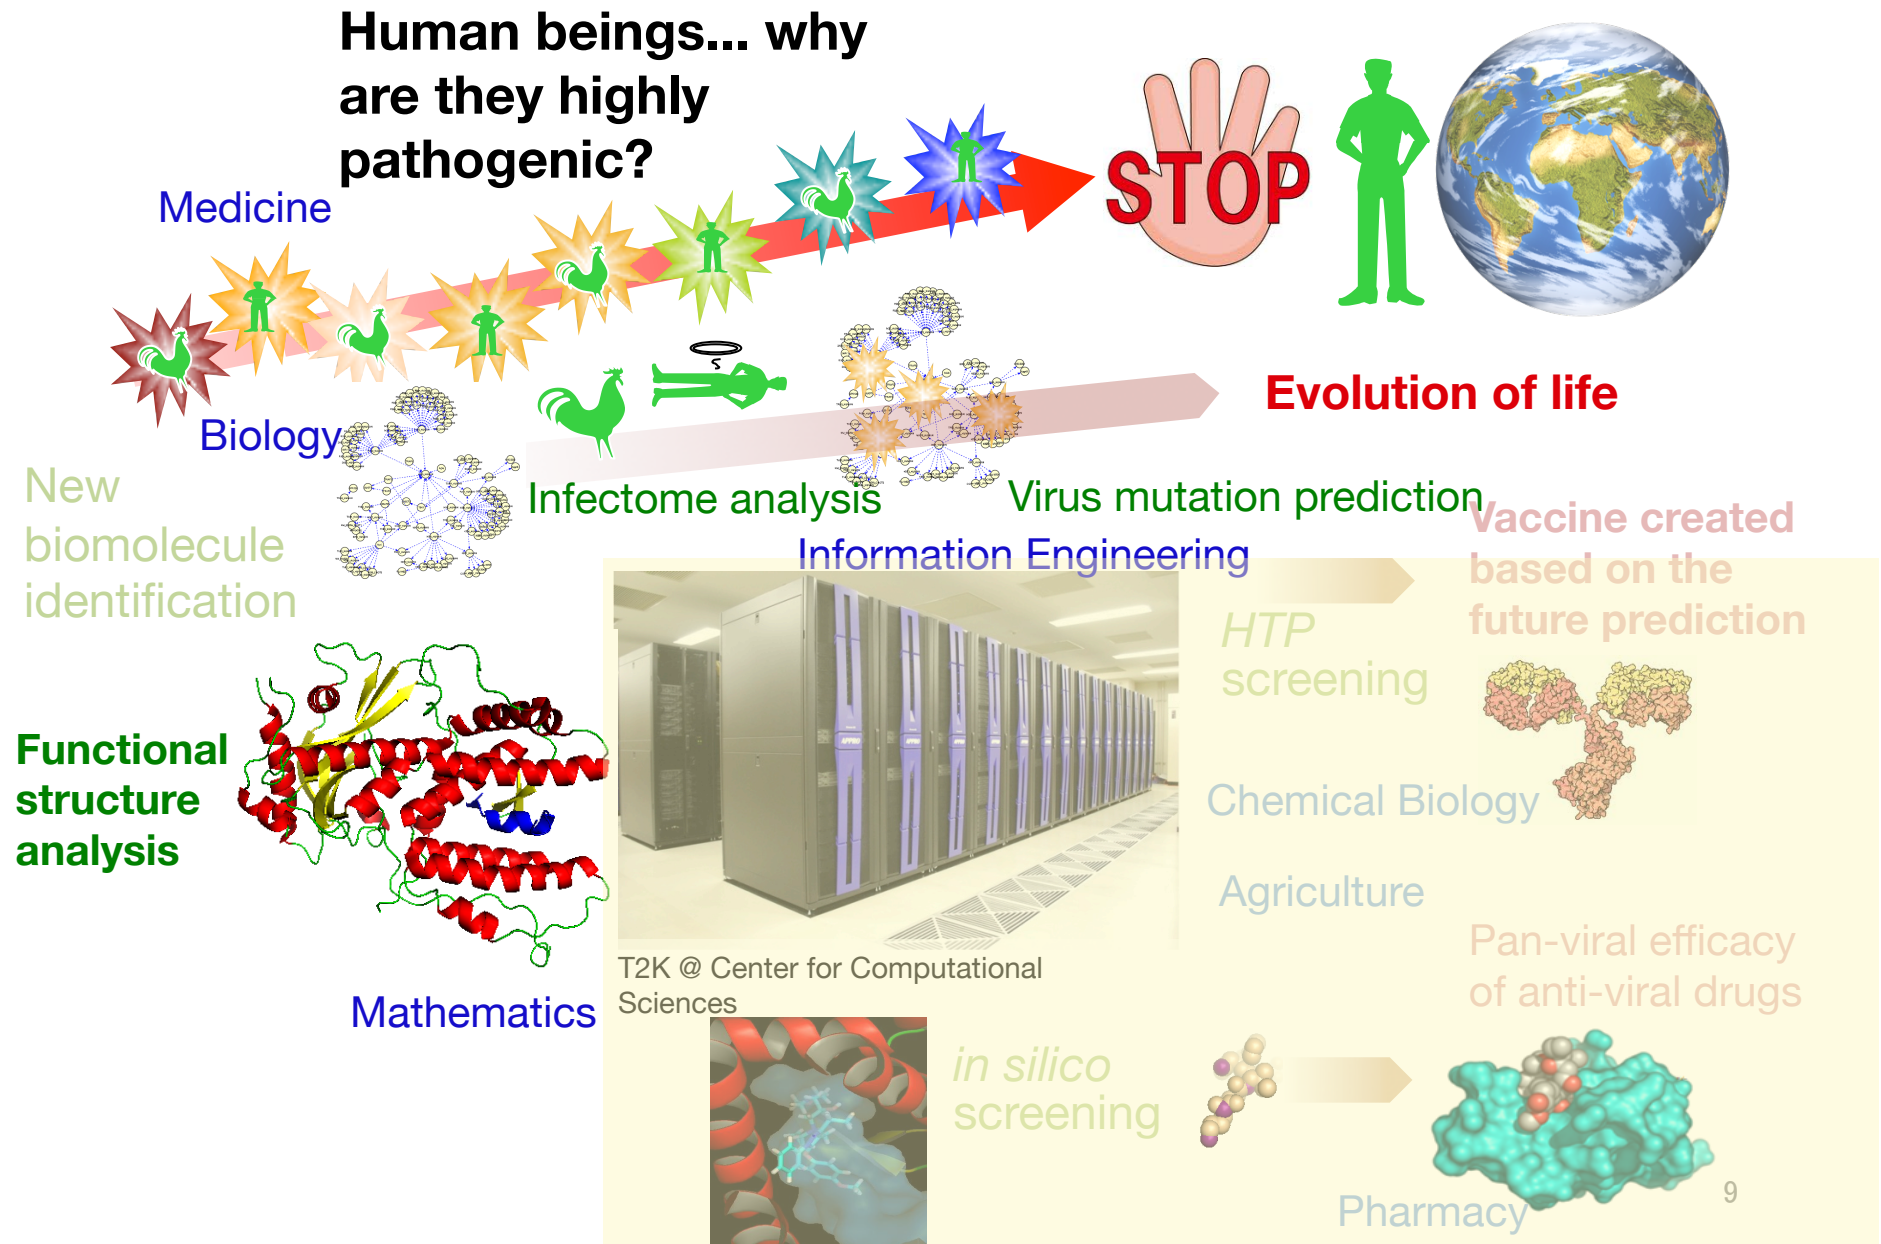 Human beings... why
are they highly
pathogenic?
Medicine
STOP
Evolution of life
Biology
New
biomolecule
identification
Infectome analysis
Virus mutation prediction
Information Engineering
Vaccine created
based on the
future prediction
HTP
screening
Functional
structure
analysis
Chemical Biology
Agriculture
T2K @ Center for Computational
Sciences
Mathematics
Pan-viral efficacy
of anti-viral drugs
in silico
screening
Pharmacy
9